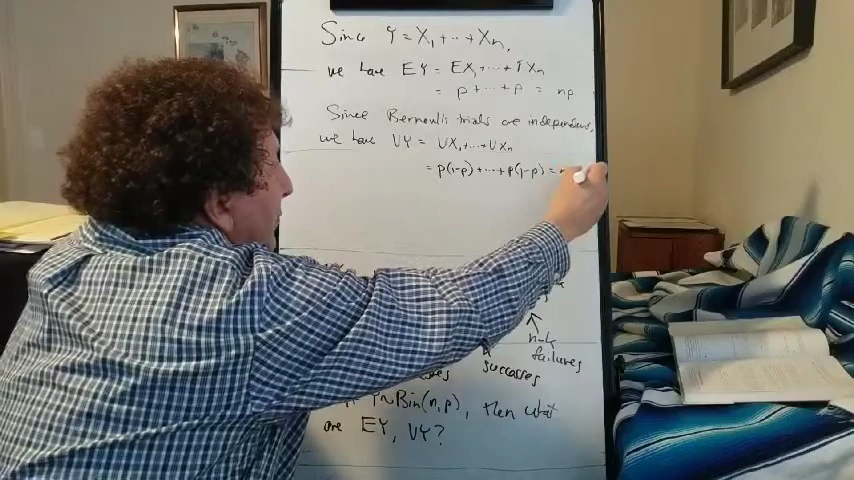 Since Y = X₁ + ⋯ + Xₙ,
we have EY = EX₁ + ⋯ + EXₙ
= p + ⋯ + p = np
Since Bernoulli trials are independent,
we have VY = VX₁ + ⋯ + VXₙ
= p(1-p) + ⋯ + p(1-p) =
n-k
failures
successes
Y~Bin(n,p), then what
are EY, VY?